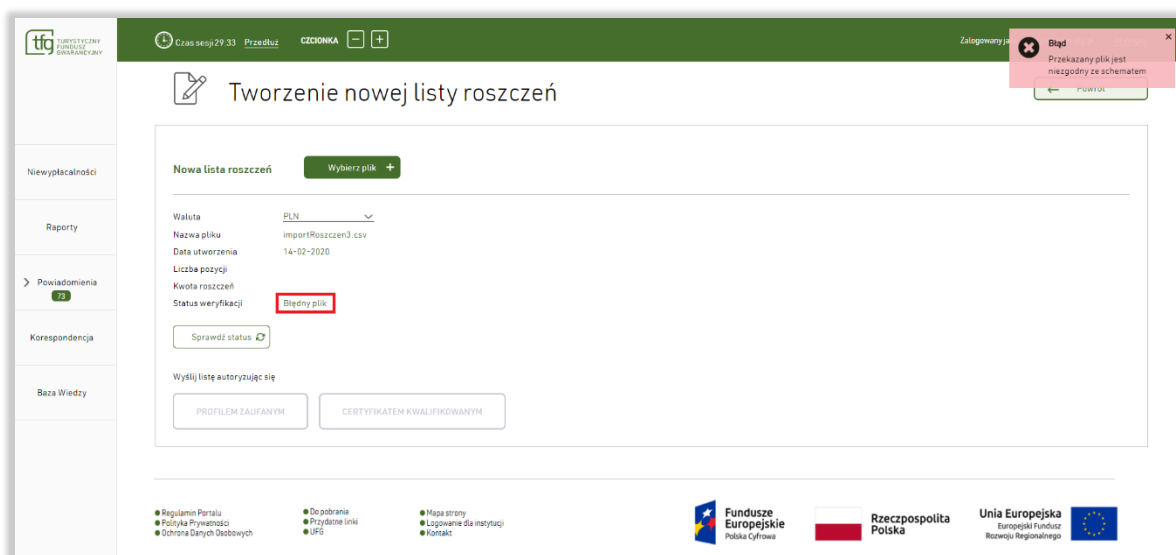 tfg TURYSTYCZNY
FUNDUSZ
GWARANCYJNY
Czas sesji 29:33 Przedłuż CZCIONKA − +
Zalogowany ja
Błąd ×
Przekazany plik jest
niezgodny ze schematem
Tworzenie nowej listy roszczeń
← Powrót
Nowa lista roszczeń Wybierz plik +
Waluta PLN
Nazwa pliku importRoszczen3.csv
Data utworzenia 14-02-2020
Liczba pozycji
Kwota roszczeń
Status weryfikacji Błędny plik
Sprawdź status
Wyślij listę autoryzując się
PROFILEM ZAUFANYM CERTYFIKATEM KWALIFIKOWANYM
Niewypłacalności
Raporty
> Powiadomienia
73
Korespondencja
Baza Wiedzy
Regulamin Portalu
Polityka Prywatności
Ochrona Danych Osobowych
Do pobrania
Przydatne linki
UFG
Mapa strony
Logowanie dla instytucji
Kontakt
Fundusze
Europejskie
Polska Cyfrowa
Rzeczpospolita
Polska
Unia Europejska
Europejski Fundusz
Rozwoju Regionalnego